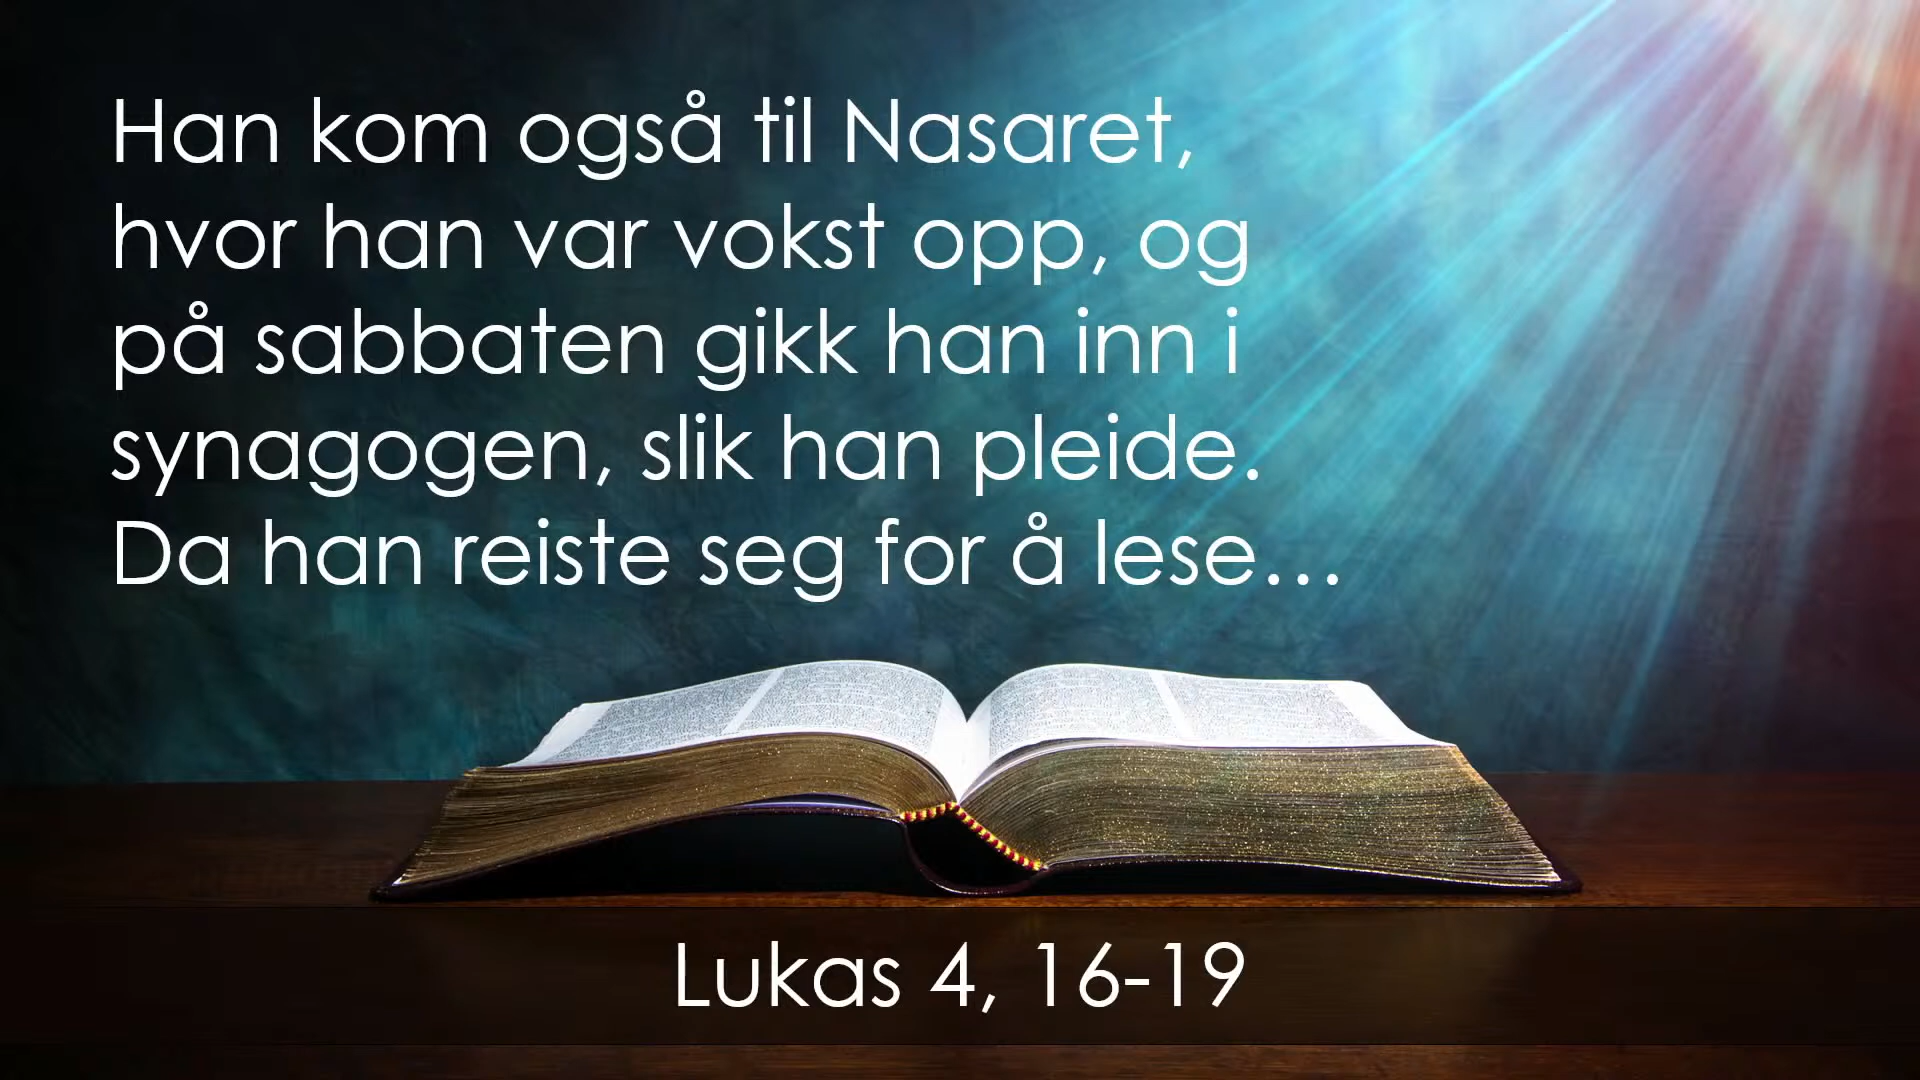 Han kom også til Nasaret,
hvor han var vokst opp, og
på sabbaten gikk han inn i
synagogen, slik han pleide.
Da han reiste seg for å lese…
Lukas 4, 16-19